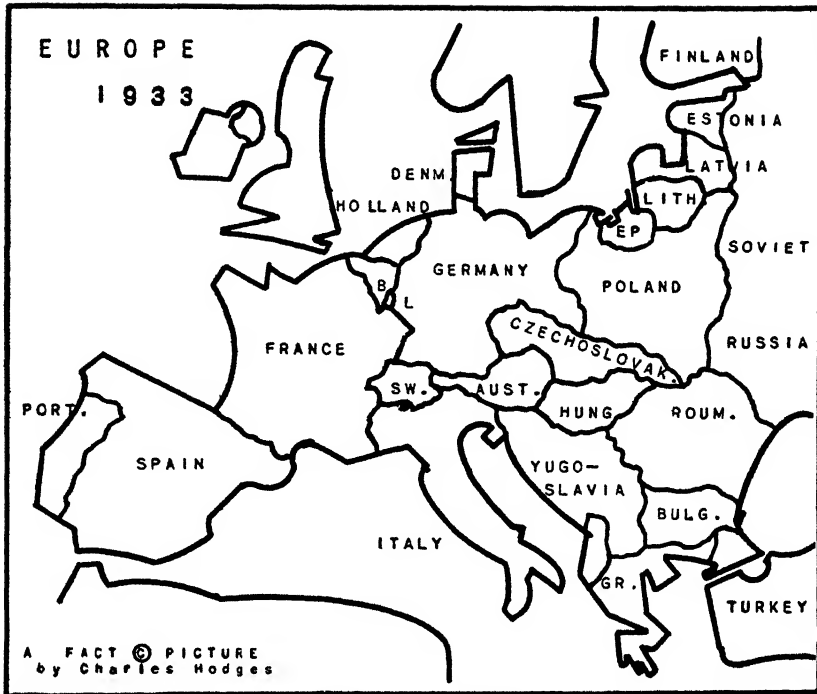 EUROPE
1933
FINLAND
ESTONIA
LATVIA
DENM.
LITH
HOLLAND
EP
SOVIET
GERMANY
B
L
POLAND
CZECHOSLOVAK.
RUSSIA
FRANCE
SW.
AUST.
PORT.
HUNG
ROUM.
SPAIN
YUGO-
SLAVIA
BULG.
ITALY
GR.
TURKEY
A FACT © PICTURE
by Charles Hodges